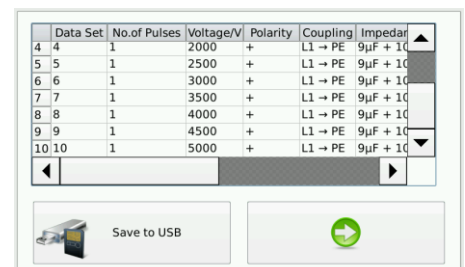 Data Set No.of Pulses Voltage/V Polarity Coupling Impedar
4 4 1 2000 + L1 → PE 9µF + 10
5 5 1 2500 + L1 → PE 9µF + 10
6 6 1 3000 + L1 → PE 9µF + 10
7 7 1 3500 + L1 → PE 9µF + 10
8 8 1 4000 + L1 → PE 9µF + 10
9 9 1 4500 + L1 → PE 9µF + 10
10 10 1 5000 + L1 → PE 9µF + 10
Save to USB